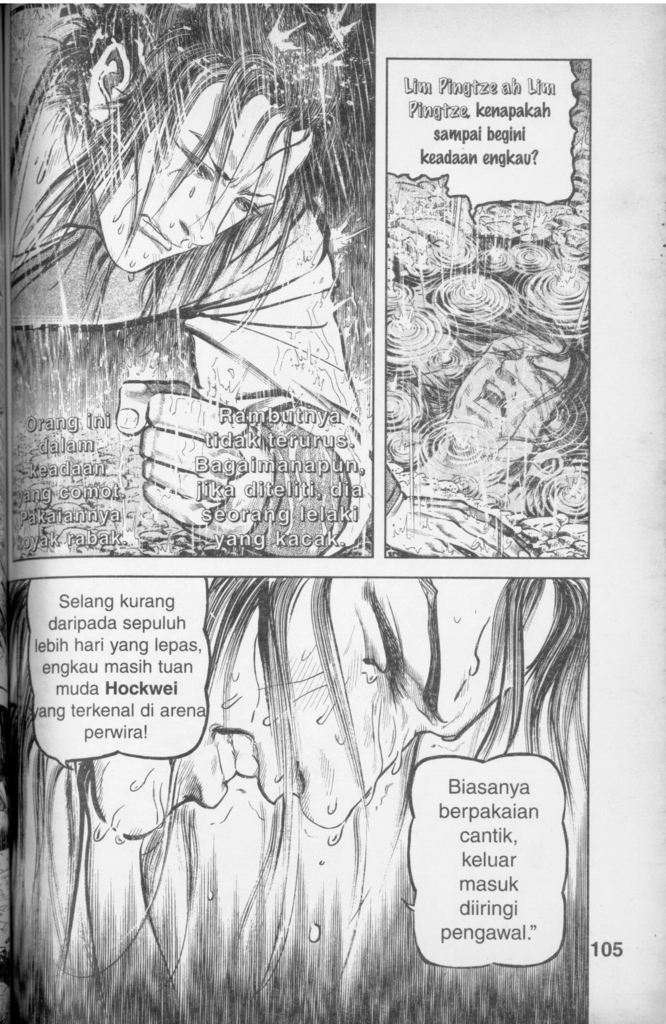 Orang ini
dalam
keadaan
yang comot.
Pakaiannya
koyak rabak.
Rambutnya
tidak terurus.
Bagaimanapun,
jika diteliti, dia
seorang lelaki
yang kacak.
Lim Pingtze ah Lim
Pingtze, kenapakah
sampai begini
keadaan engkau?
Selang kurang
daripada sepuluh
lebih hari yang lepas,
engkau masih tuan
muda Hockwei
yang terkenal di arena
perwira!
Biasanya
berpakaian
cantik,
keluar
masuk
diiringi
pengawal.”
105